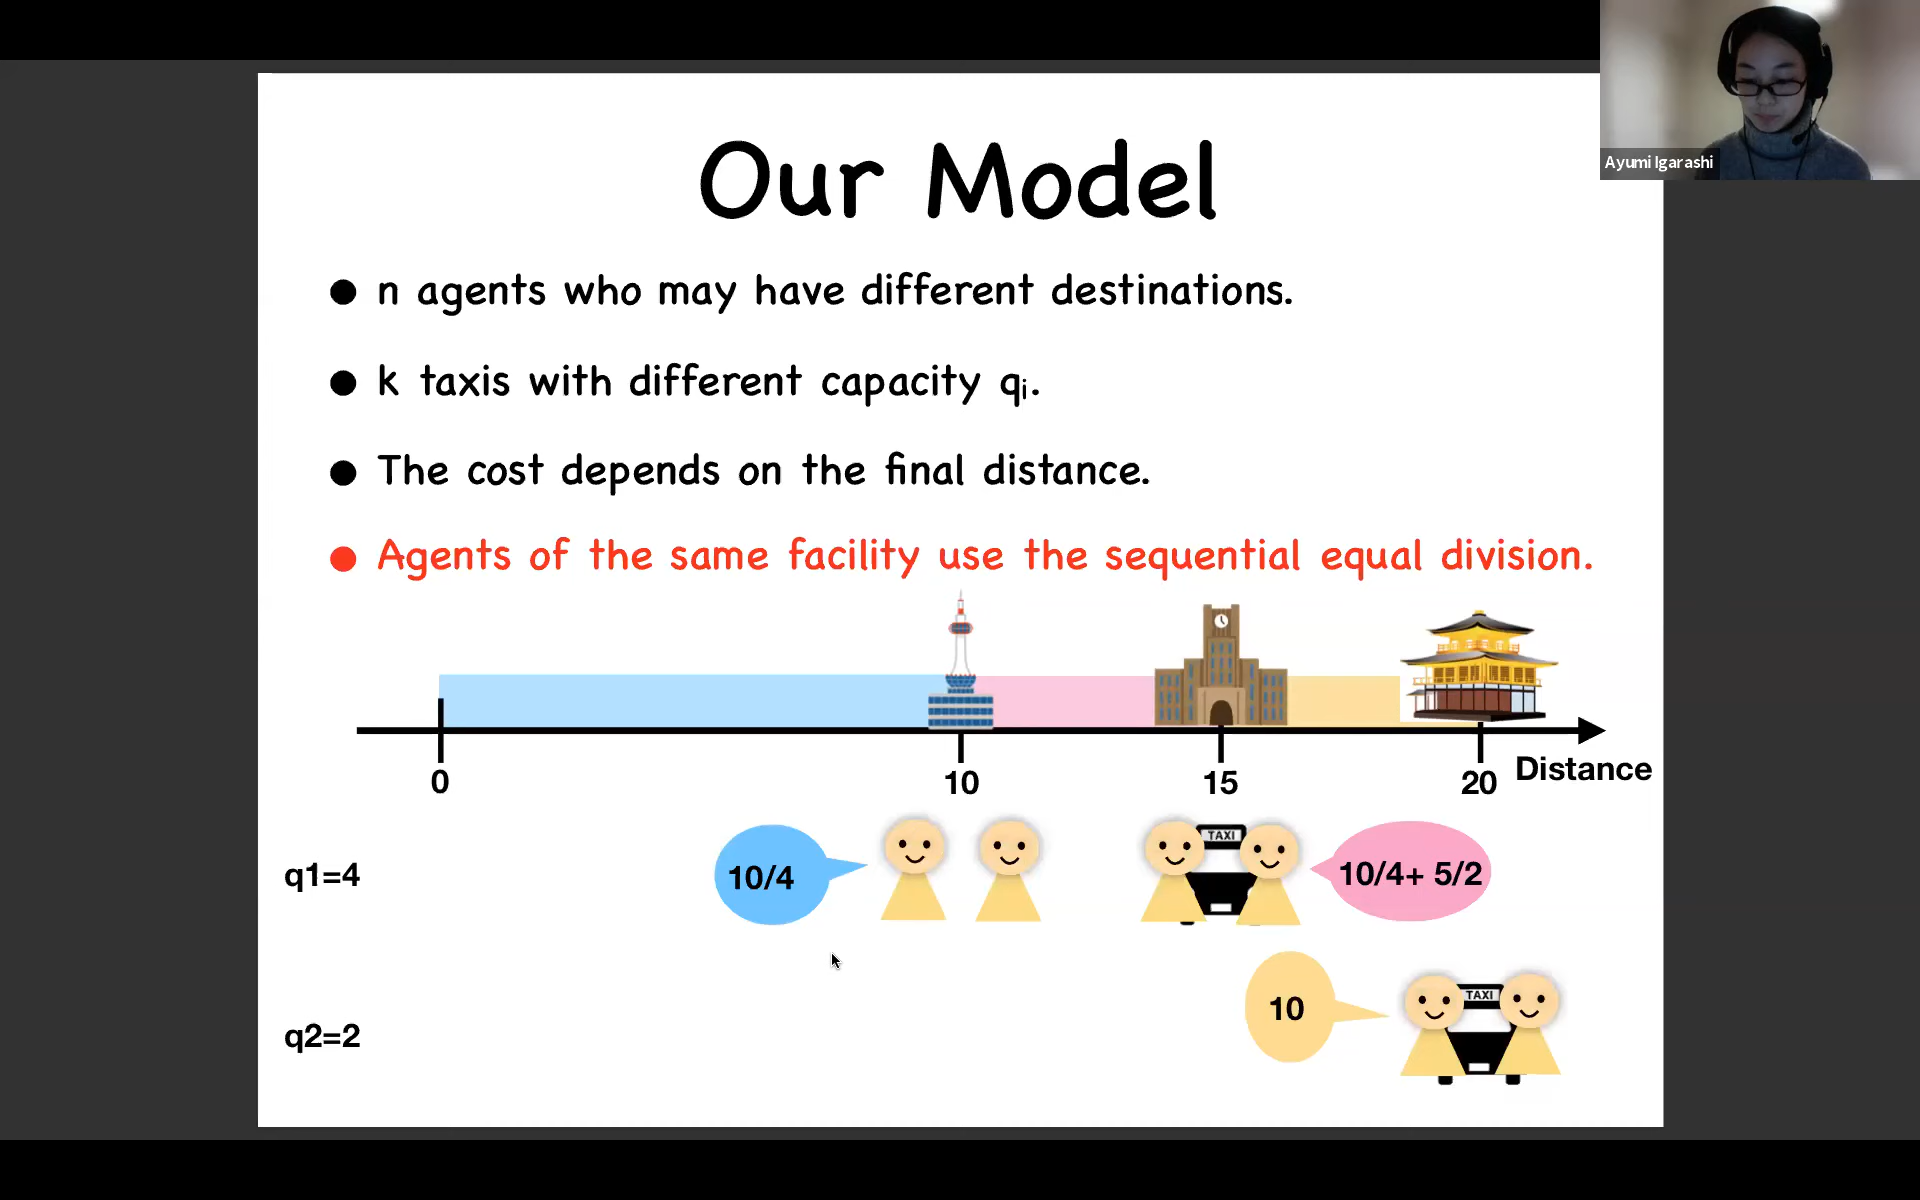 Ayumi Igarashi
Our Model
● n agents who may have different destinations.
● k taxis with different capacity qᵢ.
● The cost depends on the final distance.
● Agents of the same facility use the sequential equal division.
0 10 15 20 Distance
TAXI
q1=4 10/4 10/4+ 5/2
TAXI
10
q2=2